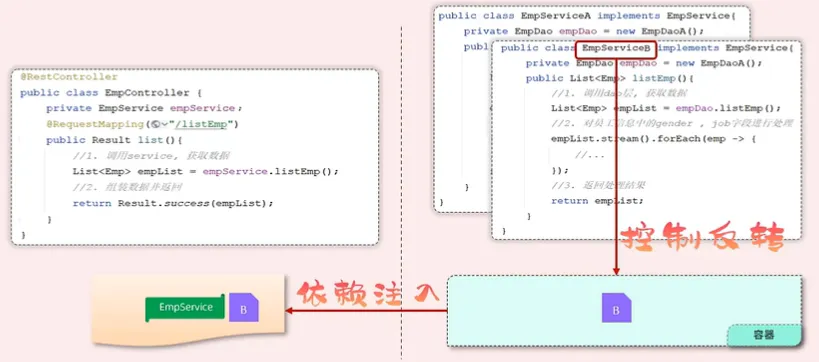 @RestController
public class EmpController {
private EmpService empService;
@RequestMapping("/listEmp")
public Result list(){
//1. 调用service, 获取数据
List<Emp> empList = empService.listEmp();
//2. 组装数据并返回
return Result.success(empList);
}
}
public class EmpServiceA implements EmpService{
private EmpDao empDao = new EmpDaoA();
public class EmpServiceB implements EmpService{
private EmpDao empDao = new EmpDaoA();
public List<Emp> listEmp(){
//1. 调用dao层, 获取数据
List<Emp> empList = empDao.listEmp();
//2. 对员工信息中的gender , job字段进行处理
empList.stream().forEach(emp -> {
//...
});
//3. 返回处理结果
return empList;
}
}
}
}
控制反转
依赖注入
EmpService
B
B
容器